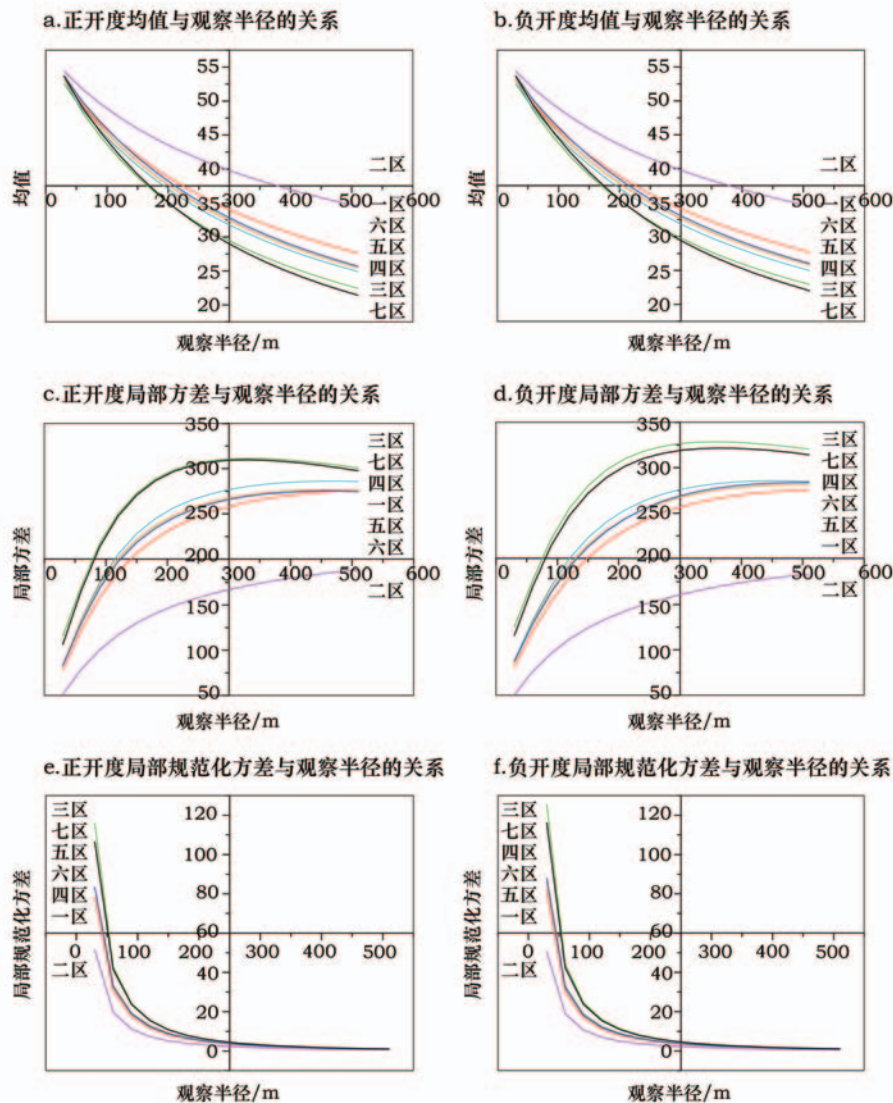 a.正开度均值与观察半径的关系
55
50
45
40
二区
均值
0
100
200
300
400
500
600
35
30
25
20
一区
六区
五区
四区
三区
七区
观察半径/m
b.负开度均值与观察半径的关系
55
50
45
40
二区
均值
0
100
200
300
400
500
600
35
30
25
20
一区
六区
五区
四区
三区
七区
观察半径/m
c.正开度局部方差与观察半径的关系
350
300
250
200
三区
七区
四区
一区
五区
六区
局部方差
0
100
200
300
400
500
600
二区
150
100
50
观察半径/m
d.负开度局部方差与观察半径的关系
350
300
250
200
三区
七区
四区
六区
五区
一区
局部方差
0
100
200
300
400
500
600
二区
150
100
50
观察半径/m
e.正开度局部规范化方差与观察半径的关系
三区
七区
五区
六区
四区
一区
二区
120
100
80
60
局部规范化方差
0
100
200
300
400
500
40
20
0
观察半径/m
f.负开度局部规范化方差与观察半径的关系
三区
七区
四区
六区
五区
一区
二区
120
100
80
60
局部规范化方差
0
100
200
300
400
500
40
20
0
观察半径/m